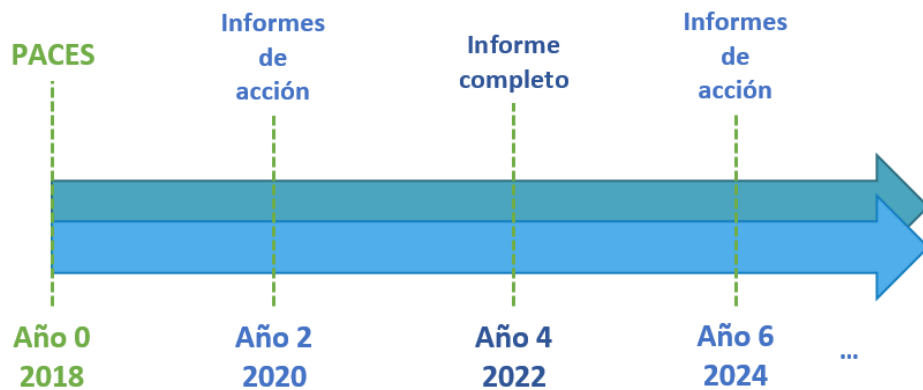 PACES
Informes
de
acción
Informe
completo
Informes
de
acción
Año 0
2018
Año 2
2020
Año 4
2022
Año 6
2024
...